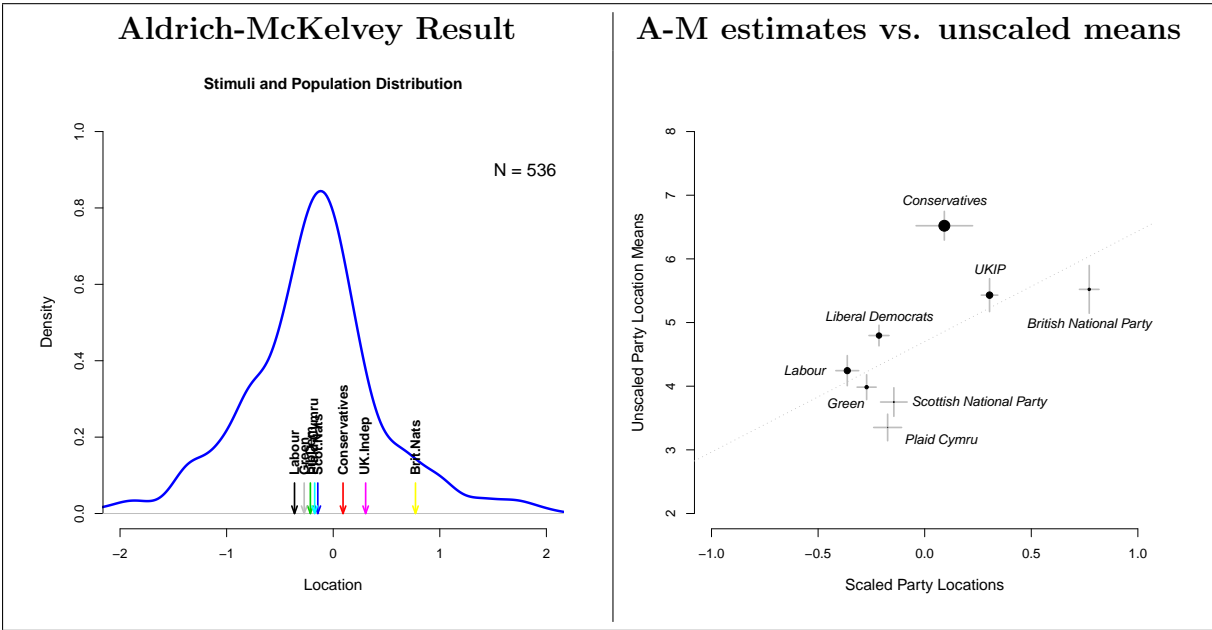 Aldrich-McKelvey Result
Stimuli and Population Distribution
N = 536
Density
0.0
0.2
0.4
0.6
0.8
1.0
Labour
Green
Scot.Nats
Conservatives
UK.Indep
Brit.Nats
−2
−1
0
1
2
Location
A-M estimates vs. unscaled means
Unscaled Party Location Means
8
7
6
5
4
3
2
Conservatives
UKIP
British National Party
Liberal Democrats
Labour
Green
Scottish National Party
Plaid Cymru
−1.0
−0.5
0.0
0.5
1.0
Scaled Party Locations